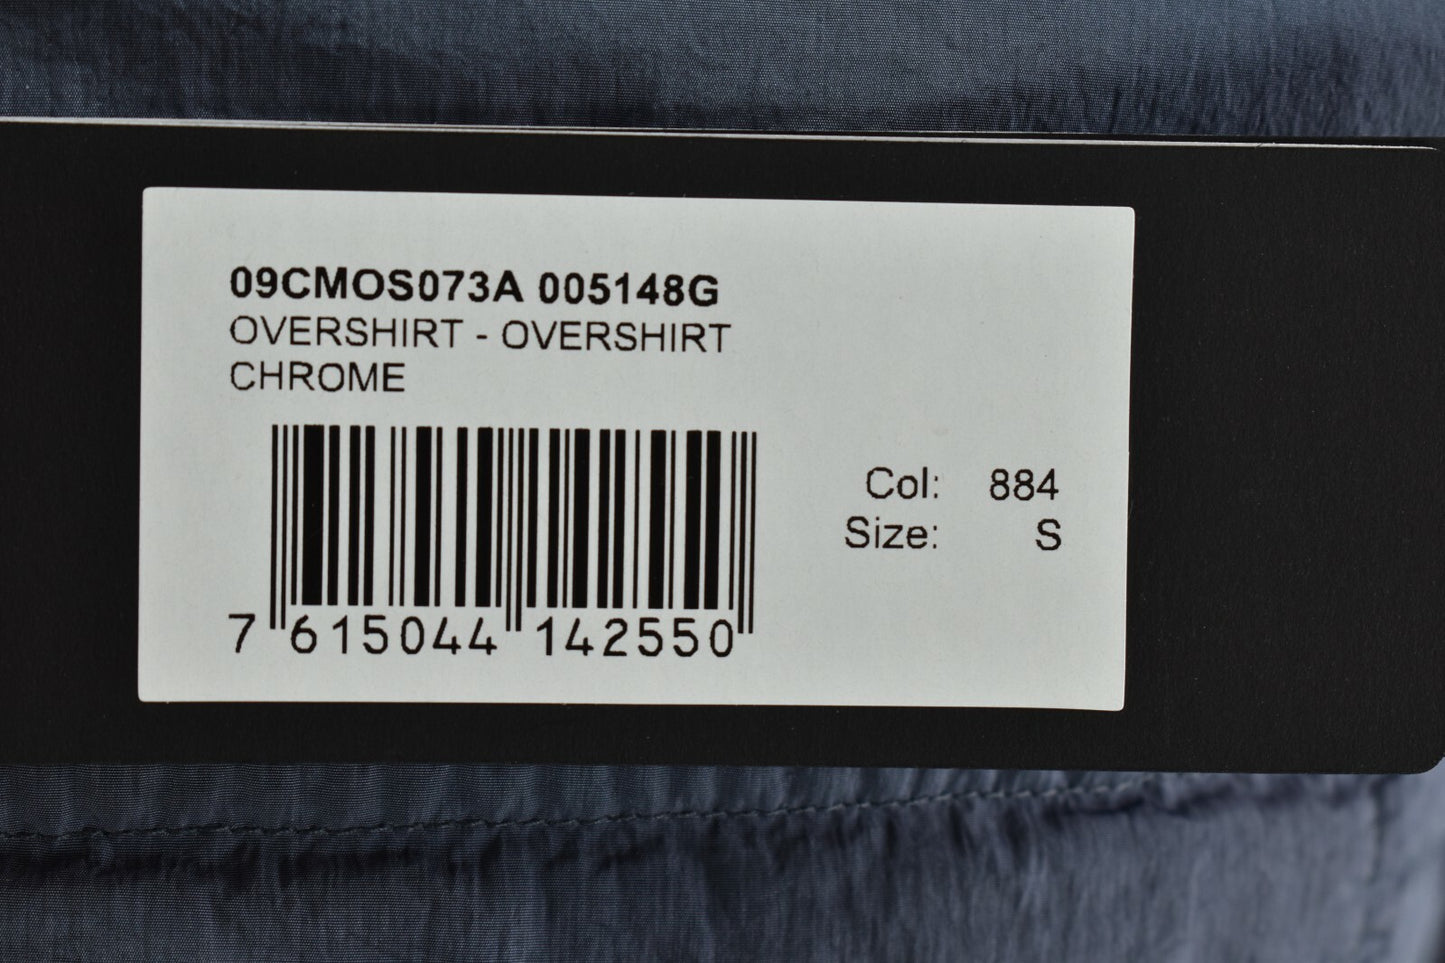 09CMOS073A 005148G
OVERSHIRT - OVERSHIRT
CHROME
Col: 884
Size: S
7 615044 142550